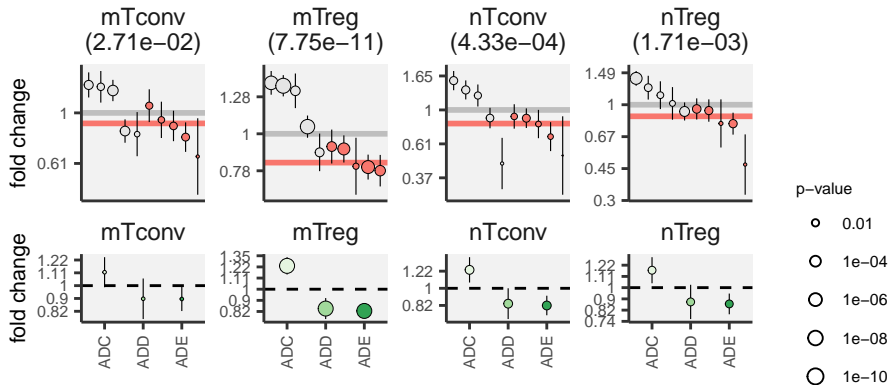 mTconv
(2.71e−02)
mTreg
(7.75e−11)
nTconv
(4.33e−04)
nTreg
(1.71e−03)
fold change
1
0.61
1.28
1
0.78
1.65
1
0.61
0.37
1.49
1
0.67
0.45
0.3
mTconv
mTreg
nTconv
nTreg
fold change
1.22
1.11
1
0.9
0.82
1.35
1.22
1.11
1
0.9
0.82
1.22
1
0.82
1.22
1.11
1
0.9
0.82
0.74
ADC
ADD
ADE
ADC
ADD
ADE
ADC
ADD
ADE
ADC
ADD
ADE
p−value
0.01
1e−04
1e−06
1e−08
1e−10